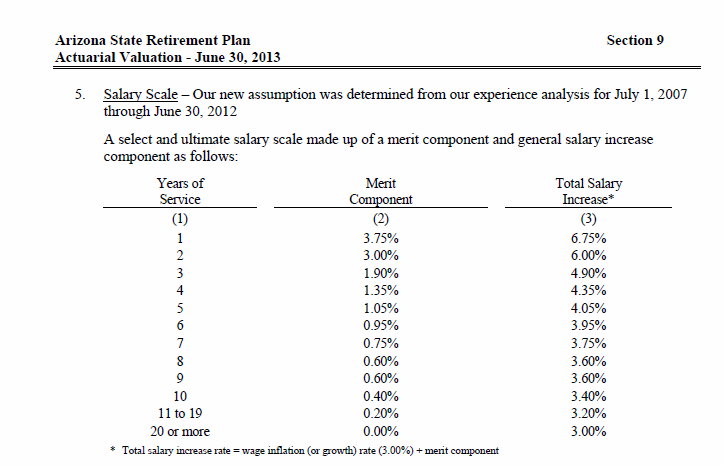 Arizona State Retirement Plan Section 9
Actuarial Valuation - June 30, 2013
5. Salary Scale – Our new assumption was determined from our experience analysis for July 1, 2007
through June 30, 2012
A select and ultimate salary scale made up of a merit component and general salary increase
component as follows:
Years of Merit Total Salary
Service Component Increase*
(1) (2) (3)
1 3.75% 6.75%
2 3.00% 6.00%
3 1.90% 4.90%
4 1.35% 4.35%
5 1.05% 4.05%
6 0.95% 3.95%
7 0.75% 3.75%
8 0.60% 3.60%
9 0.60% 3.60%
10 0.40% 3.40%
11 to 19 0.20% 3.20%
20 or more 0.00% 3.00%
* Total salary increase rate = wage inflation (or growth) rate (3.00%) + merit component